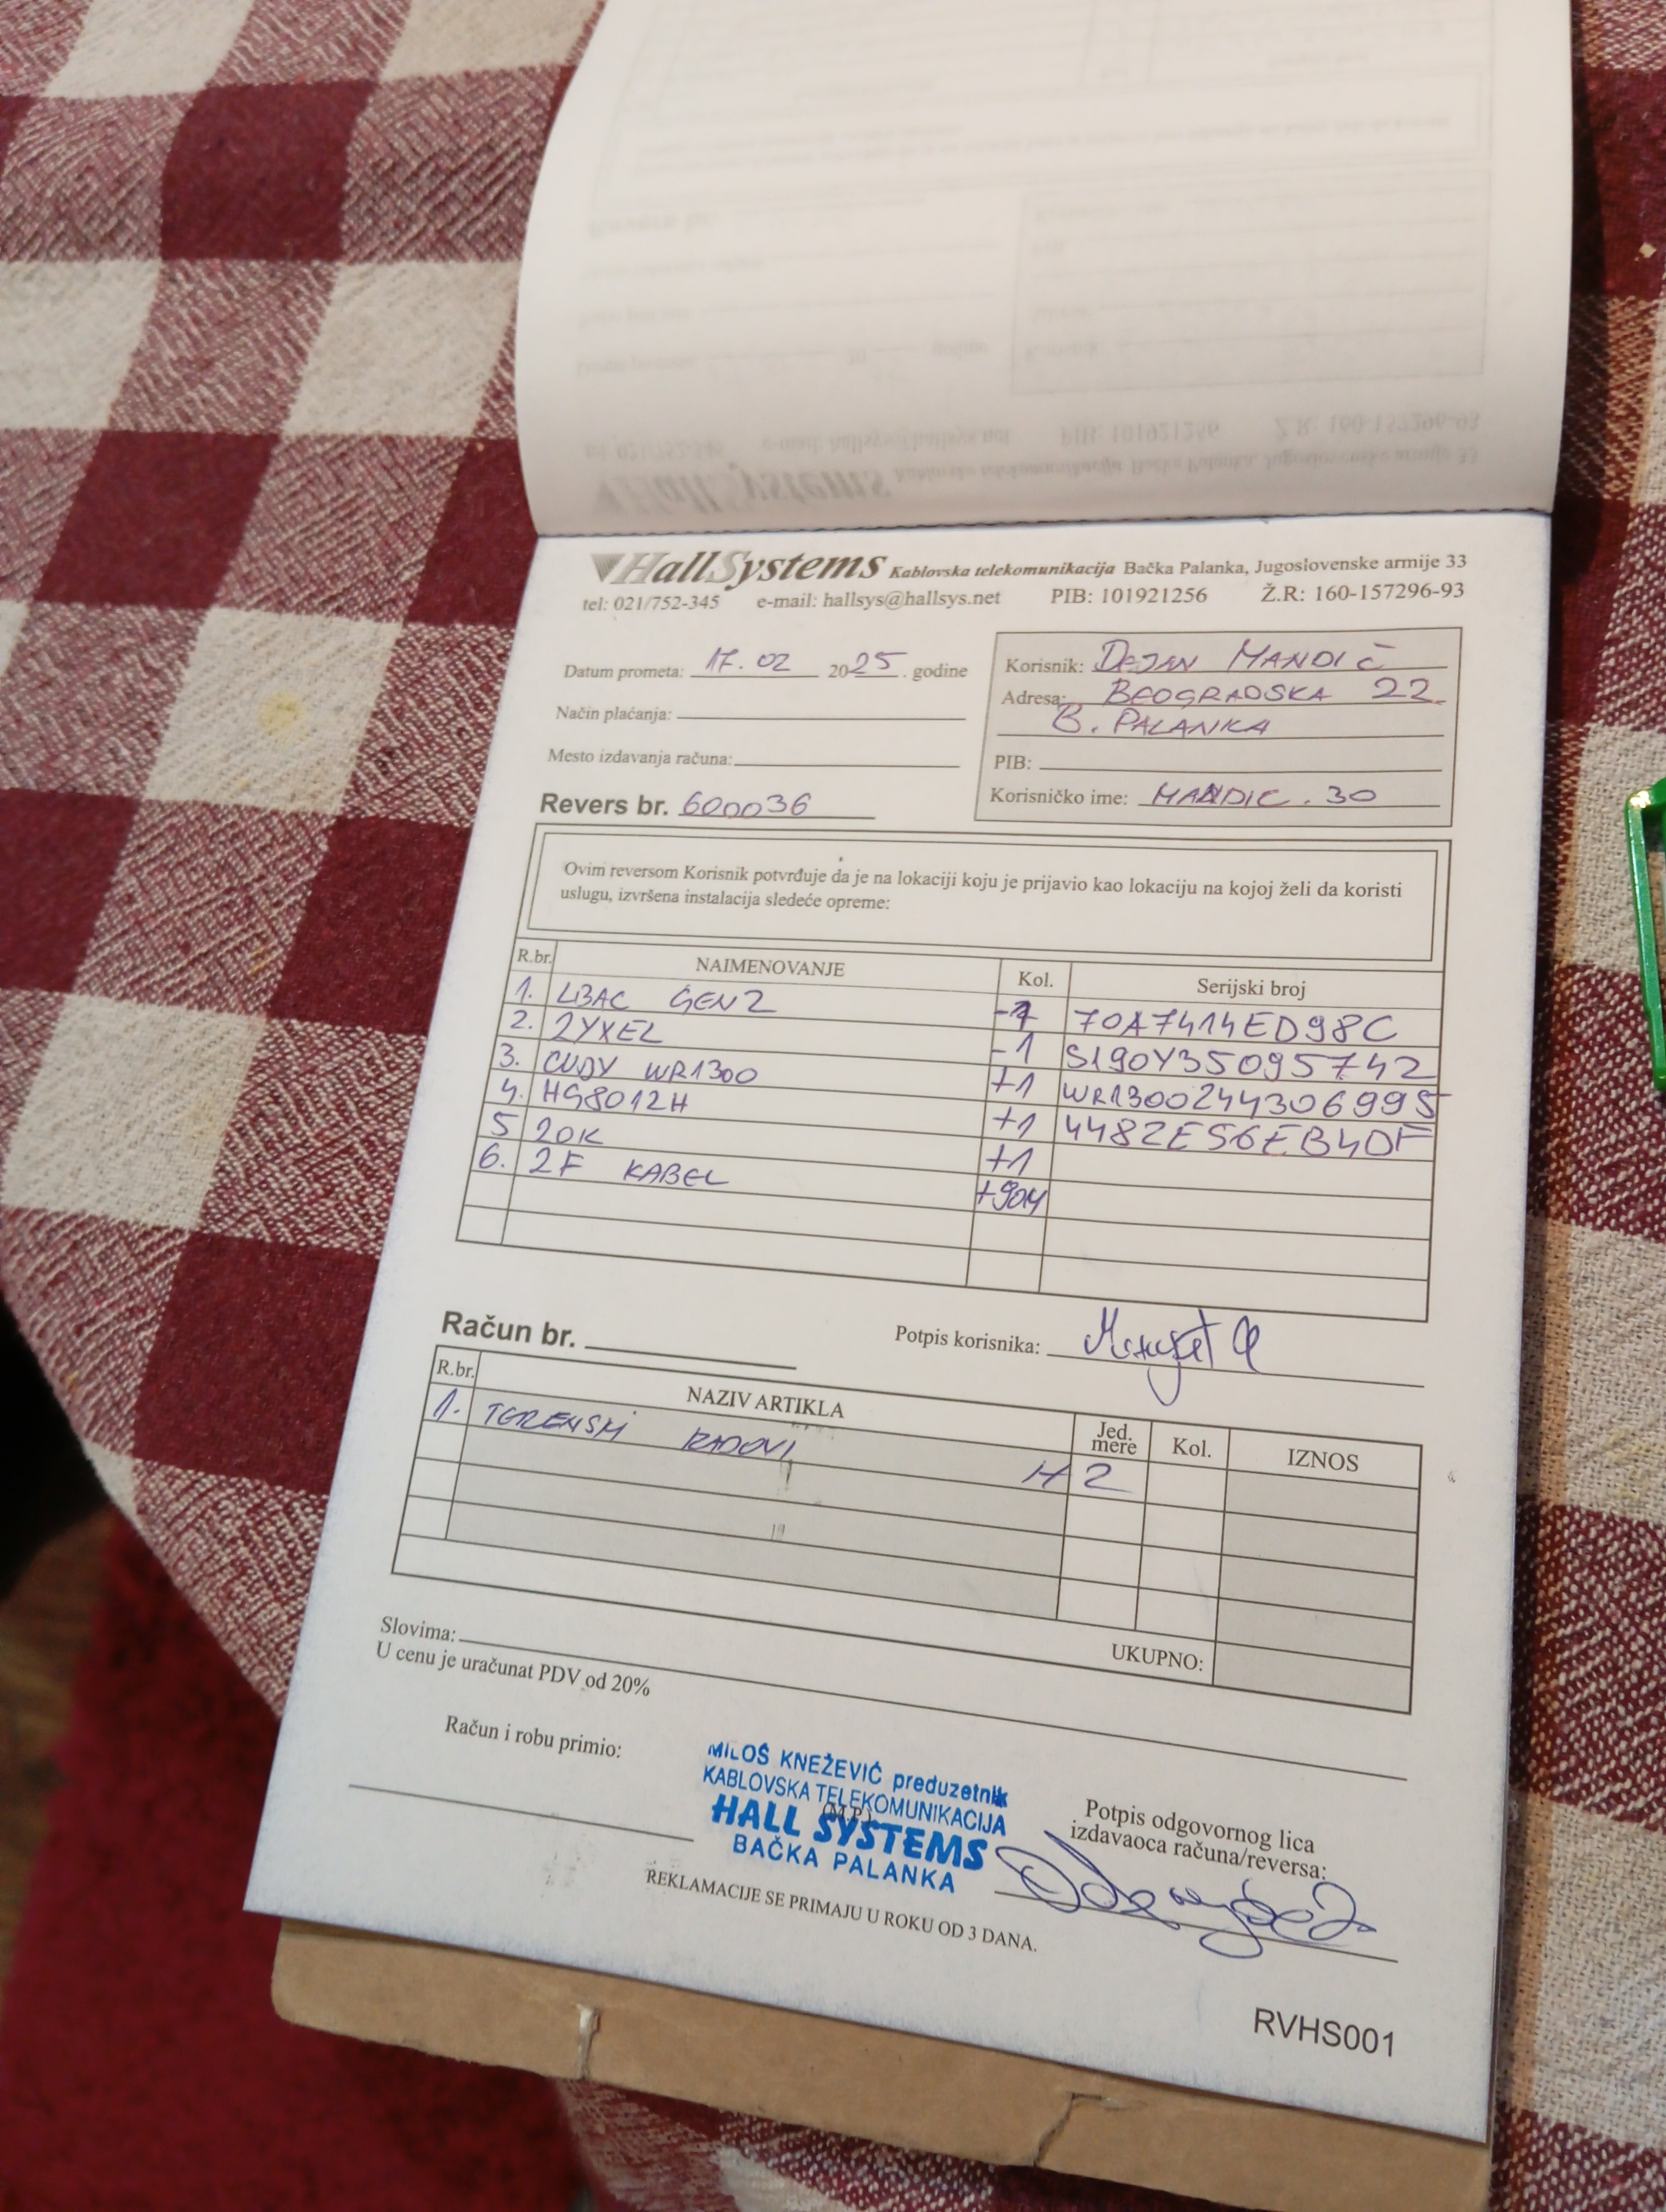 HallSystems Kablovska telekomunikacija Bačka Palanka, Jugoslovenske armije 33
tel: 021/752-345 e-mail: hallsys@hallsys.net PIB: 101921256 Ž.R: 160-157296-93
Datum prometa: 17.02 2025. godine
Način plaćanja:
Mesto izdavanja računa:
Revers br. 600036
Korisnik: DEJAN MANDIĆ
Adresa: BEOGRADSKA 22
B. PALANKA
PIB:
Korisničko ime: MANDIC.30
Ovim reversom Korisnik potvrđuje da je na lokaciji koju je prijavio kao lokaciju na kojoj želi da koristi
uslugu, izvršena instalacija sledeće opreme:
R.br. NAIMENOVANJE Kol. Serijski broj
1. LBAC GEN2 -1 70A7414ED98C
2. ZYXEL -1 S190Y35095742
3. CUDY WR1300 +1 WR1300244306995
4. HG8012H +1 4482E56EB40F
5 ZOK +1
6. 2F KABEL +90M
Potpis korisnika:
Račun br.
R.br. NAZIV ARTIKLA Jed. mere Kol. IZNOS
1. TERENSKI RADOVI H 2
UKUPNO:
Slovima:
U cenu je uračunat PDV od 20%
Račun i robu primio:
MILOŠ KNEŽEVIĆ preduzetnik
KABLOVSKA TELEKOMUNIKACIJA
(M.P.)
HALL SYSTEMS
BAČKA PALANKA
Potpis odgovornog lica
izdavaoca računa/reversa:
REKLAMACIJE SE PRIMAJU U ROKU OD 3 DANA.
RVHS001